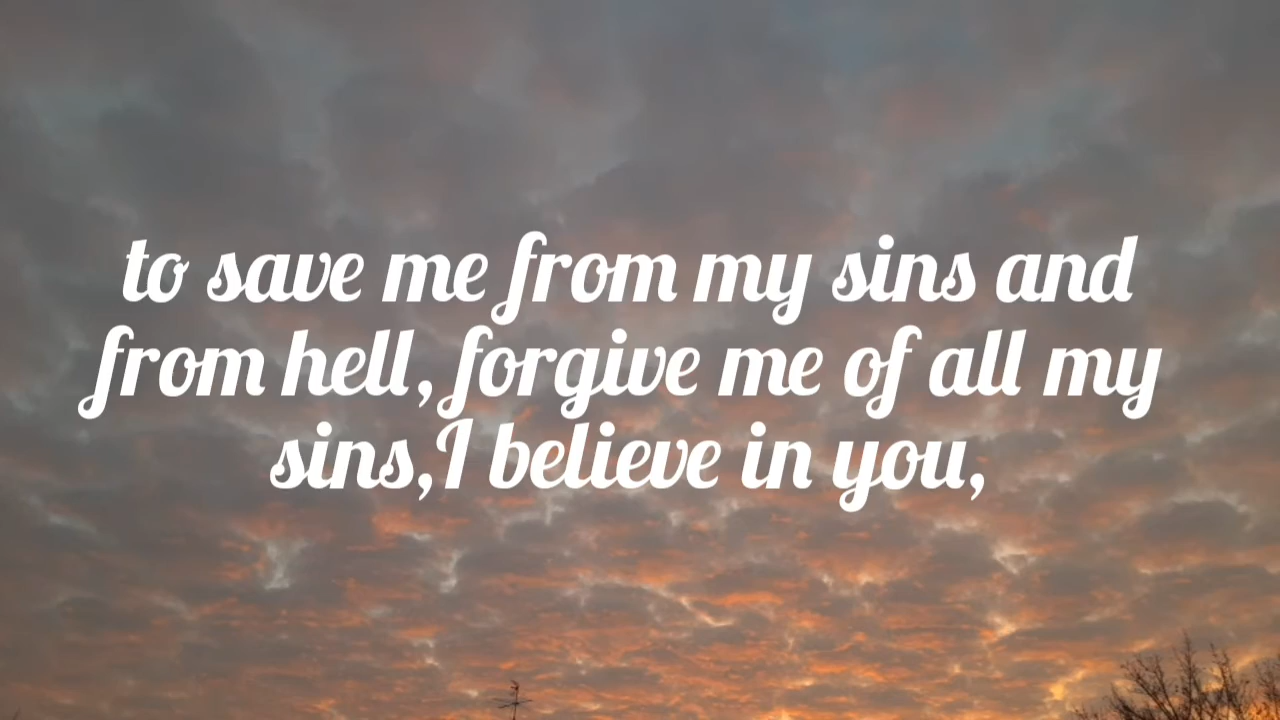 to save me from my sins and
from hell, forgive me of all my
sins,I believe in you,